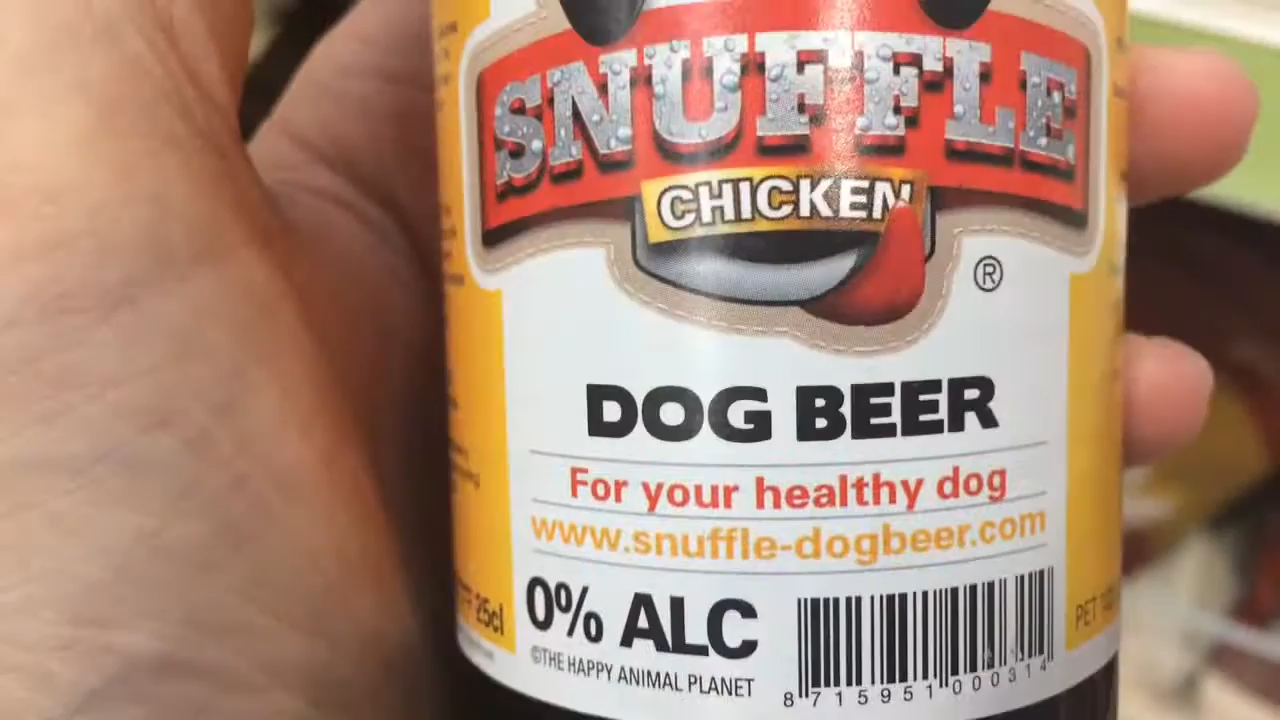 SNUFFLE
CHICKEN
®
DOG BEER
For your healthy dog
www.snuffle-dogbeer.com
25cl
0% ALC
PET
©THE HAPPY ANIMAL PLANET
8 715951 000314